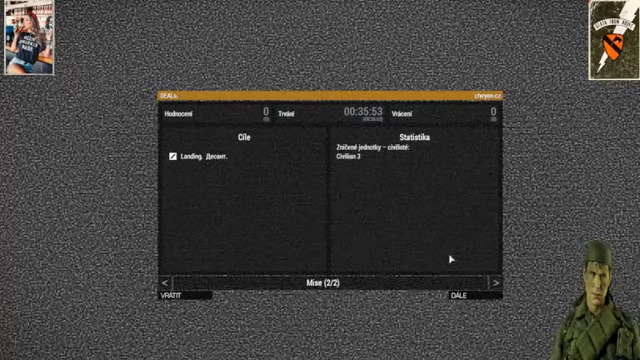 SEALs.
cheyen.cz
Hodnocení
0
Trvání
00:35:53
Vrácení
0
Cíle
Landing. Десант.
Statistika
Zničené jednotky – civilisté:
Civilian 3
< Mise (2/2) >
VRÁTIT
DÁLE